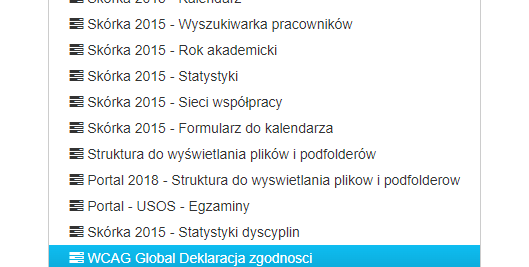 Skórka 2015 - Kalendarz
Skórka 2015 - Wyszukiwarka pracowników
Skórka 2015 - Rok akademicki
Skórka 2015 - Statystyki
Skórka 2015 - Sieci współpracy
Skórka 2015 - Formularz do kalendarza
Struktura do wyświetlania plików i podfolderów
Portal 2018 - Struktura do wyswietlania plikow i podfolderow
Portal - USOS - Egzaminy
Skórka 2015 - Statystyki dyscyplin
WCAG Global Deklaracja zgodnosci